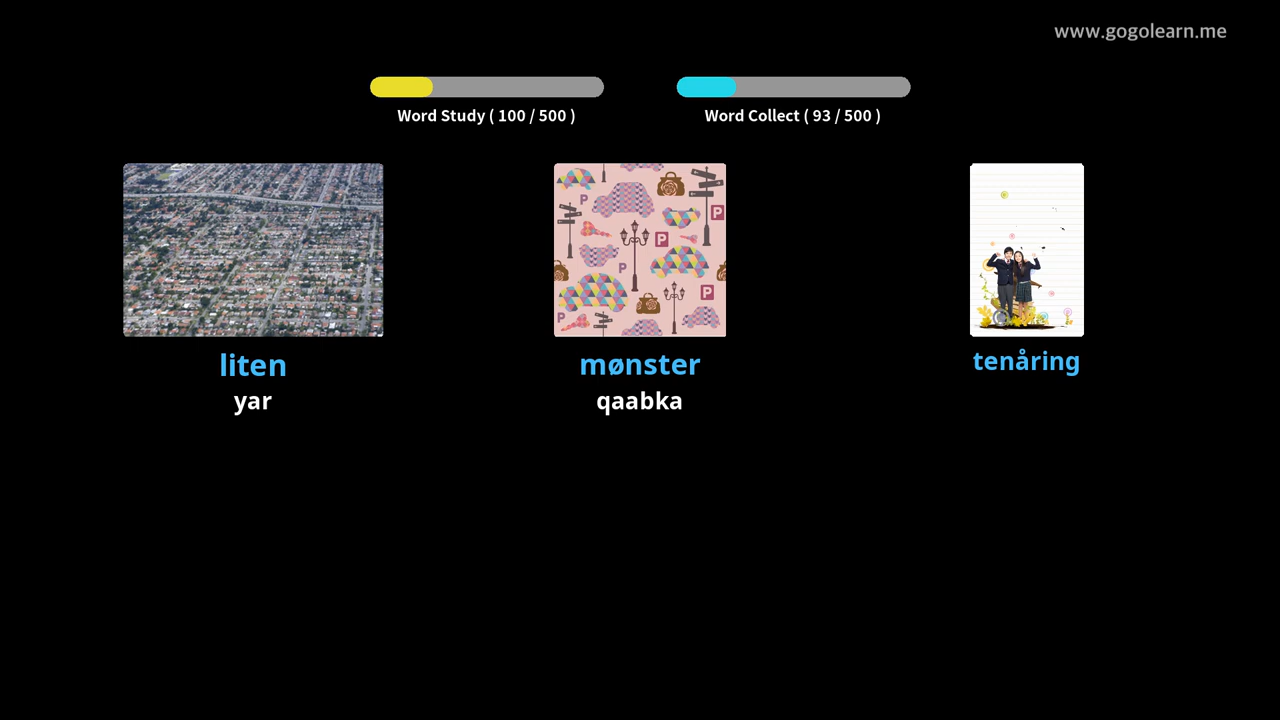 www.gogolearn.me
Word Study ( 100 / 500 )
Word Collect ( 93 / 500 )
P
P
P
P
P
P
liten
mønster
tenåring
yar
qaabka